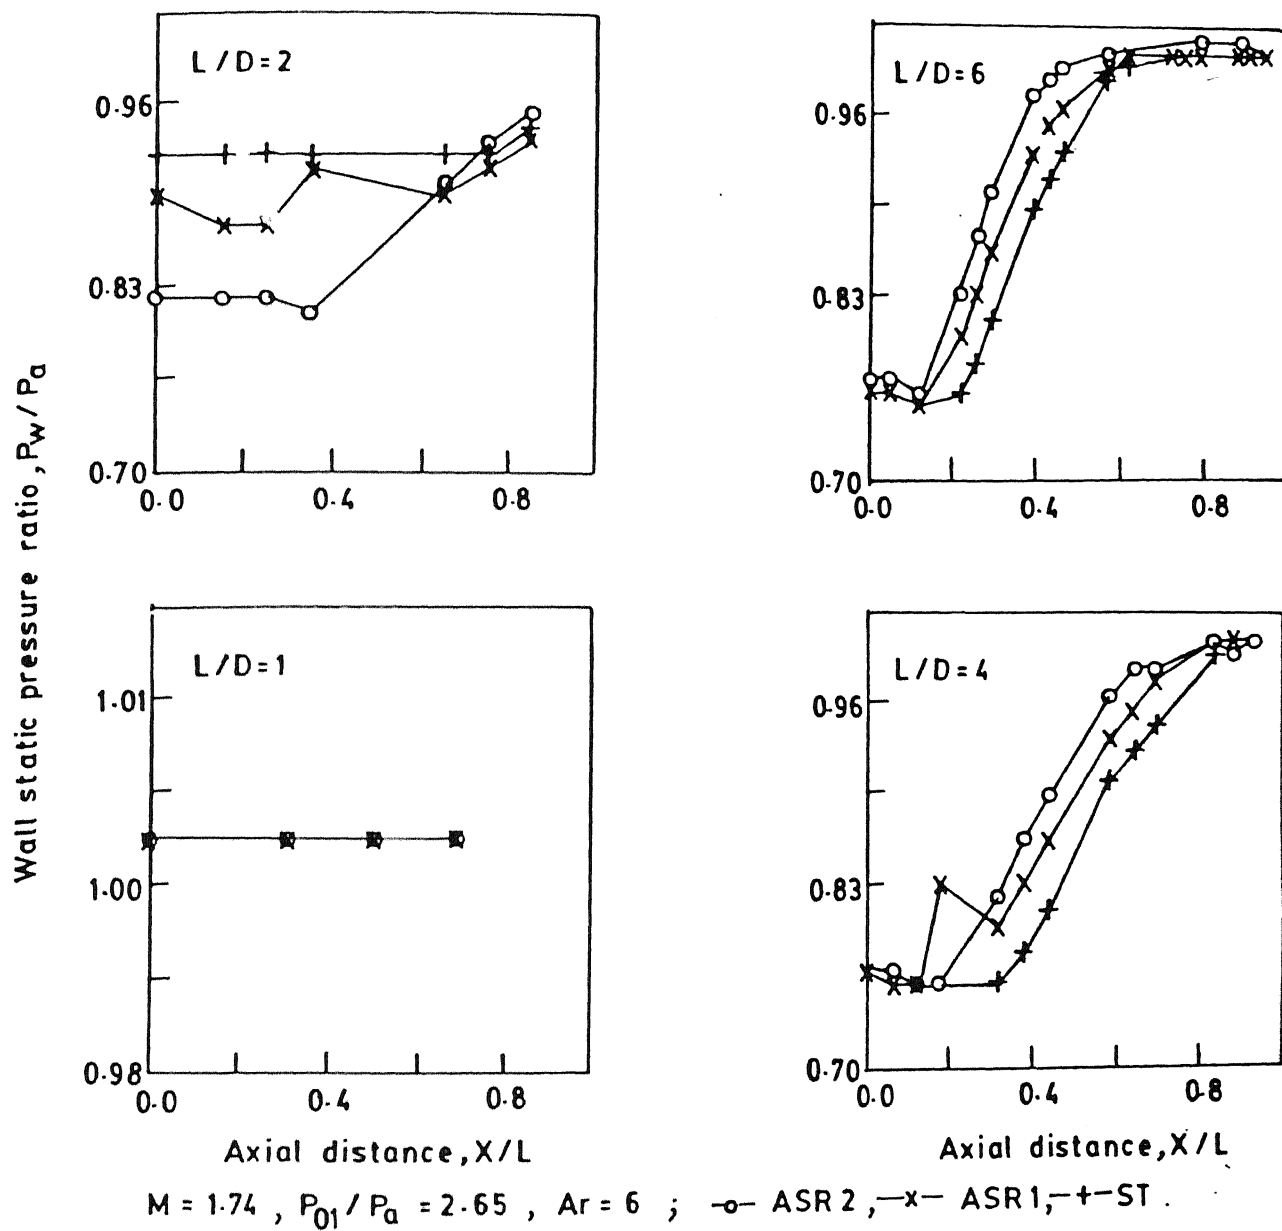 L/D=2
0.96
0.83
0.70
0.0 0.4 0.8
L/D=6
0.96
0.83
0.70
0.0 0.4 0.8
Wall static pressure ratio, Pw/Pa
L/D=1
1.01
1.00
0.98
0.0 0.4 0.8
Axial distance, X/L
L/D=4
0.96
0.83
0.70
0.0 0.4 0.8
Axial distance, X/L
M = 1.74 , P01/Pa = 2.65 , Ar = 6 ; -o- ASR 2, -x- ASR 1, -+- ST .